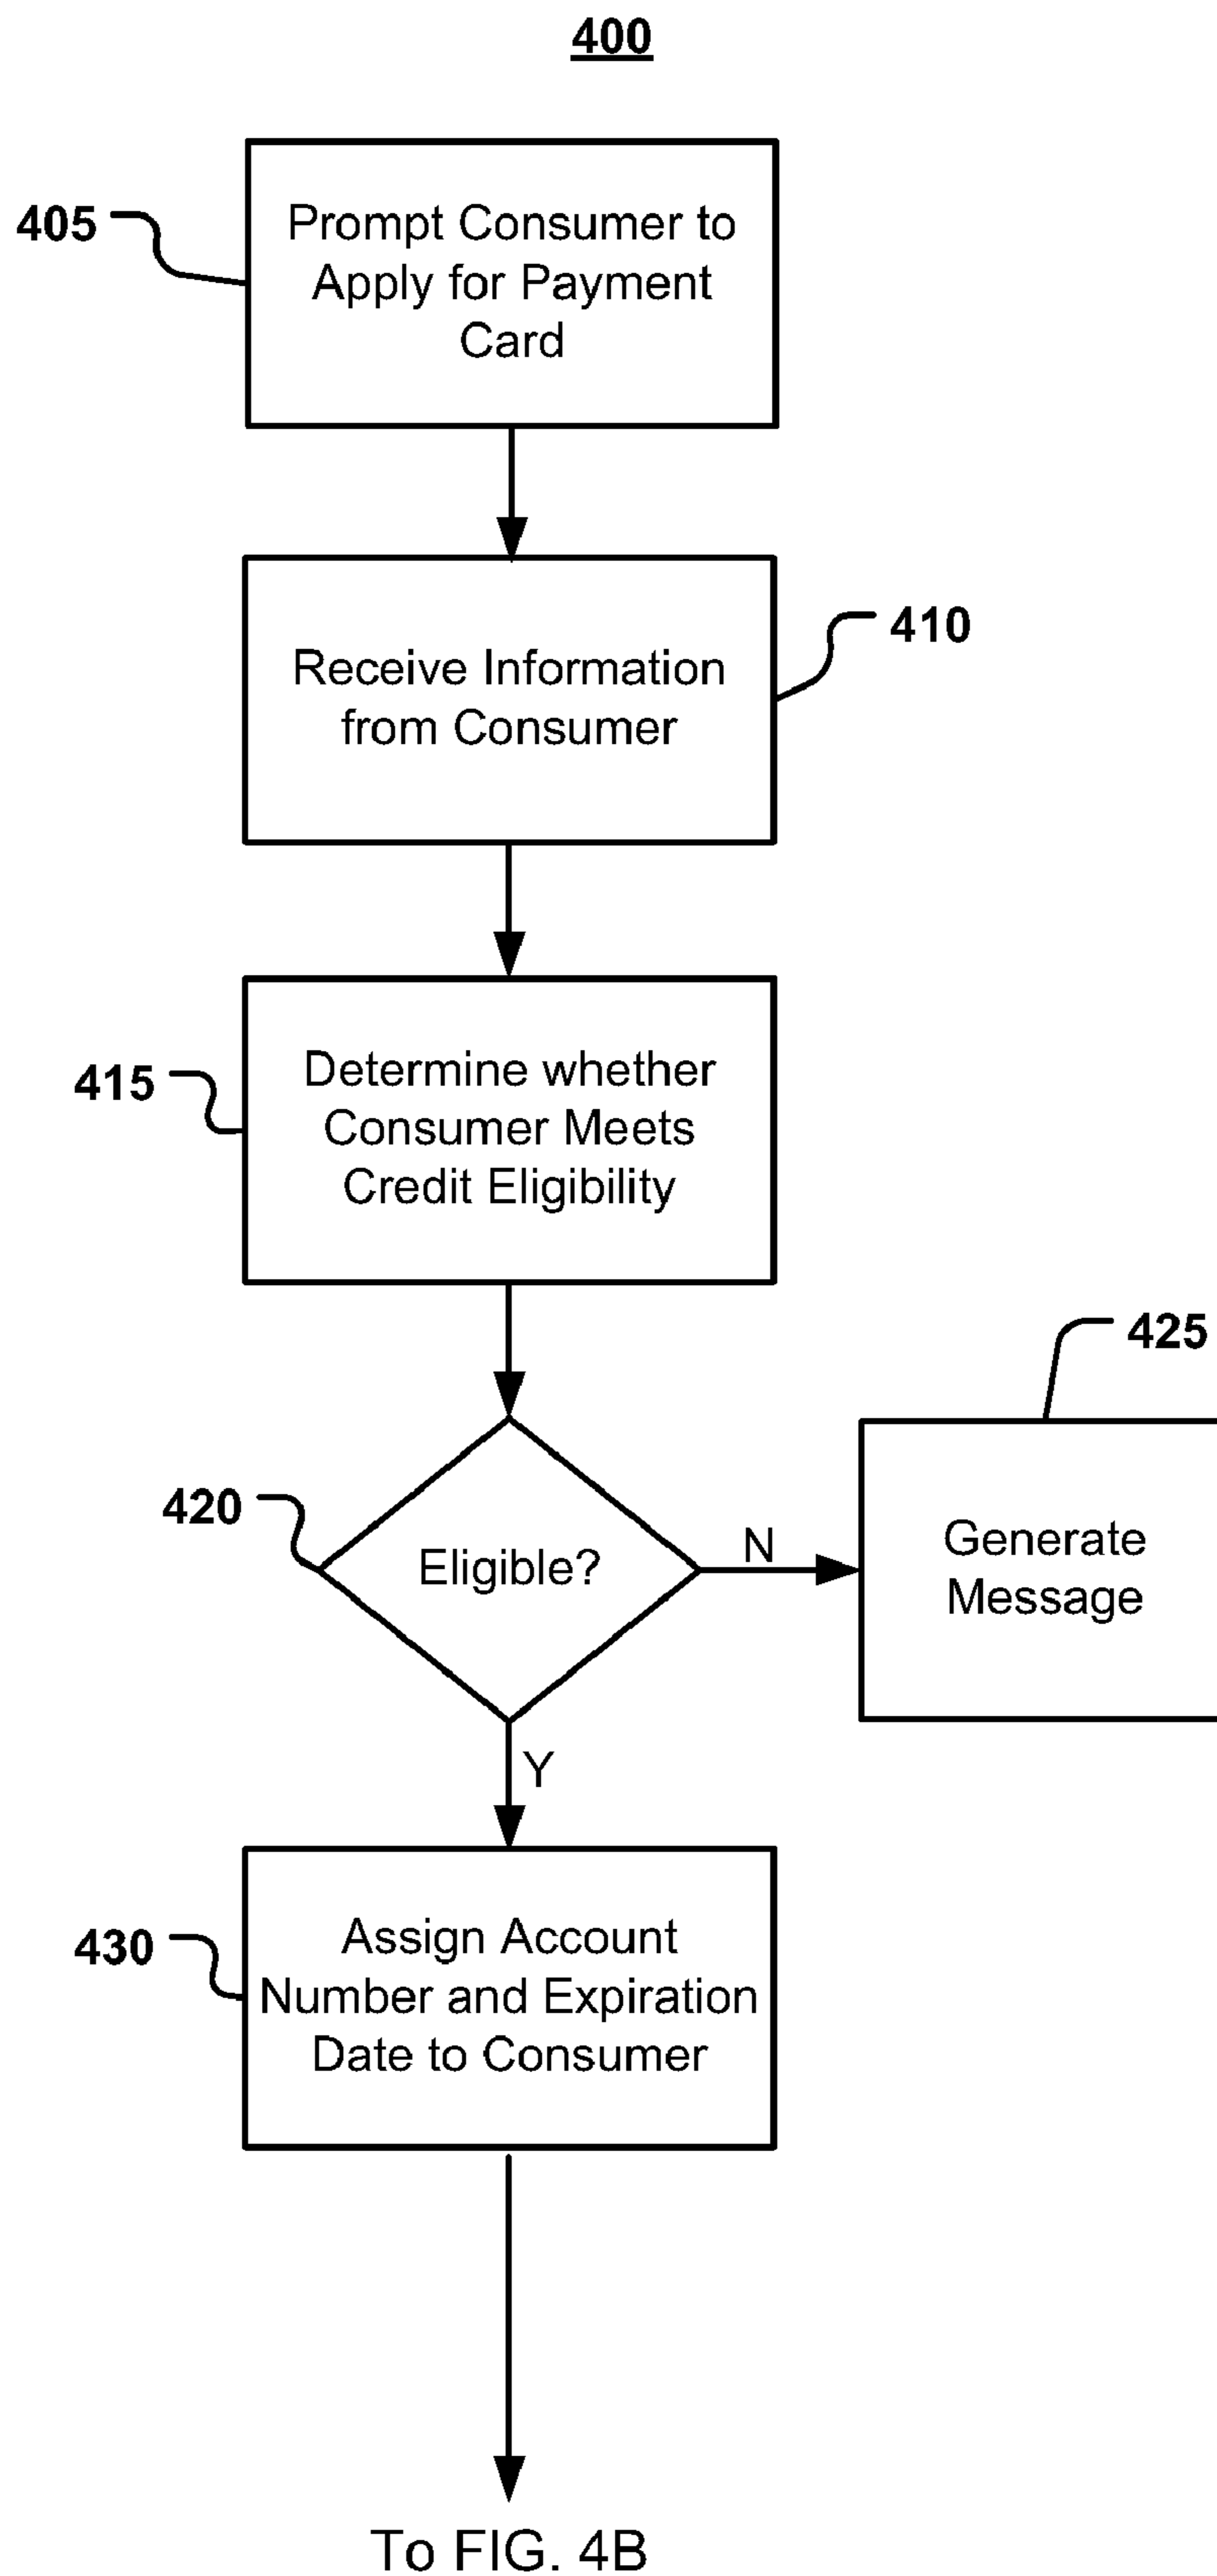 400
405
Prompt Consumer to
Apply for Payment
Card
410
Receive Information
from Consumer
415
Determine whether
Consumer Meets
Credit Eligibility
425
420
Eligible?
N
Generate
Message
Y
430
Assign Account
Number and Expiration
Date to Consumer
To FIG. 4B